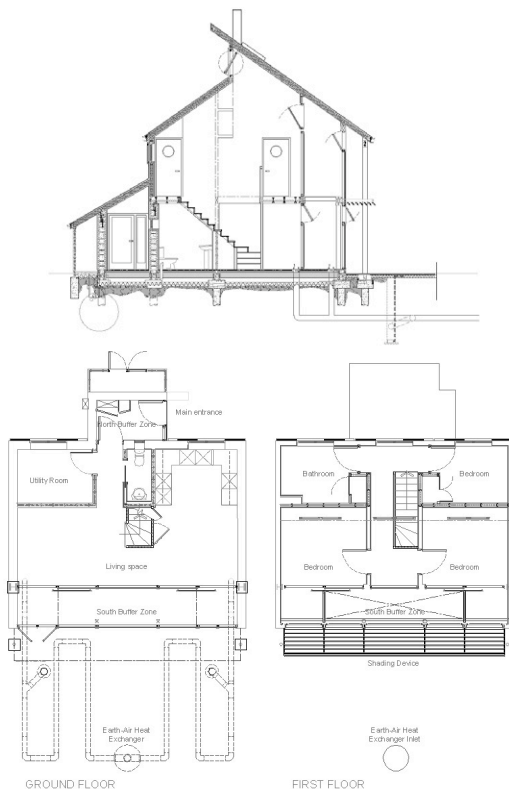 North Buffer Zone
Main entrance
Utility Room
Living space
South Buffer Zone
Earth-Air Heat
Exchanger
GROUND FLOOR
Bathroom
Bedroom
Bedroom
Bedroom
South Buffer Zone
Shading Device
Earth-Air Heat
Exchanger Inlet
FIRST FLOOR